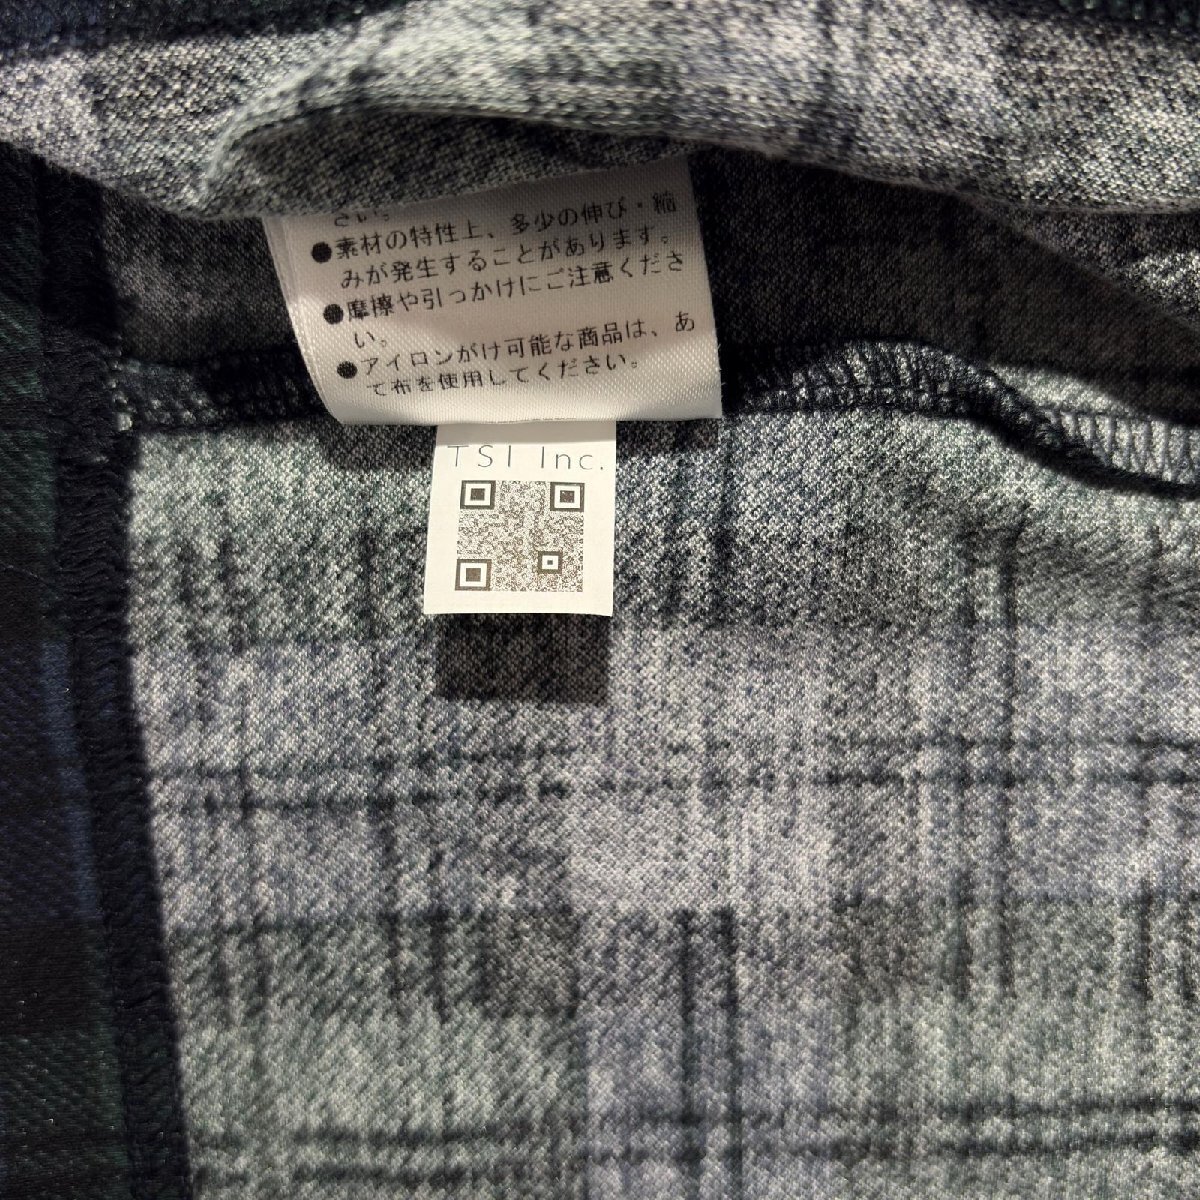 さい。
●素材の特性上、多少の伸び・縮
みが発生することがあります。
●摩擦や引っかけにご注意くださ
い。
●アイロンがけ可能な商品は、あ
て布を使用してください。
TSI Inc.